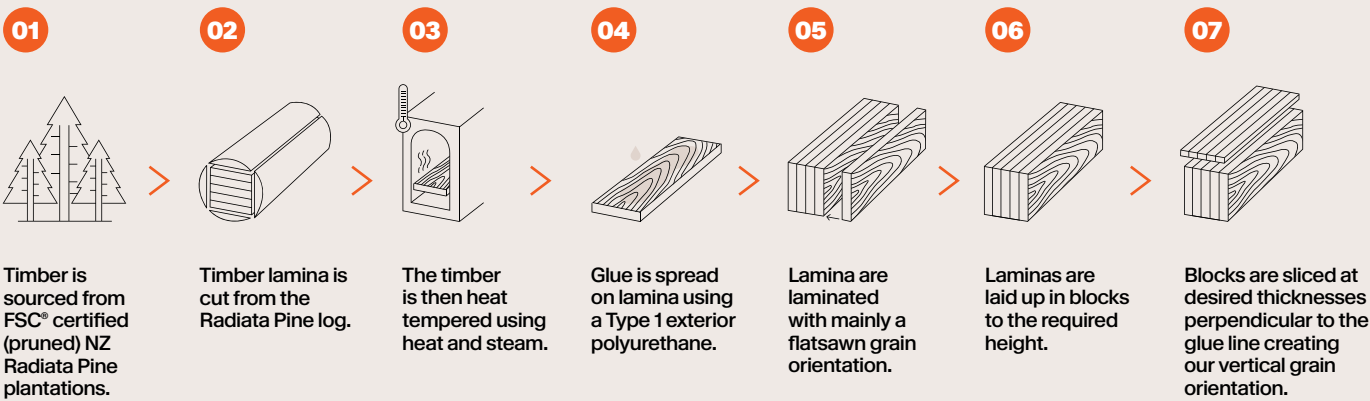 01
02
03
04
05
06
07
Timber is
sourced from
FSC® certified
(pruned) NZ
Radiata Pine
plantations.
Timber lamina is
cut from the
Radiata Pine log.
The timber
is then heat
tempered using
heat and steam.
Glue is spread
on lamina using
a Type 1 exterior
polyurethane.
Lamina are
laminated
with mainly a
flatsawn grain
orientation.
Laminas are
laid up in blocks
to the required
height.
Blocks are sliced at
desired thicknesses
perpendicular to the
glue line creating
our vertical grain
orientation.